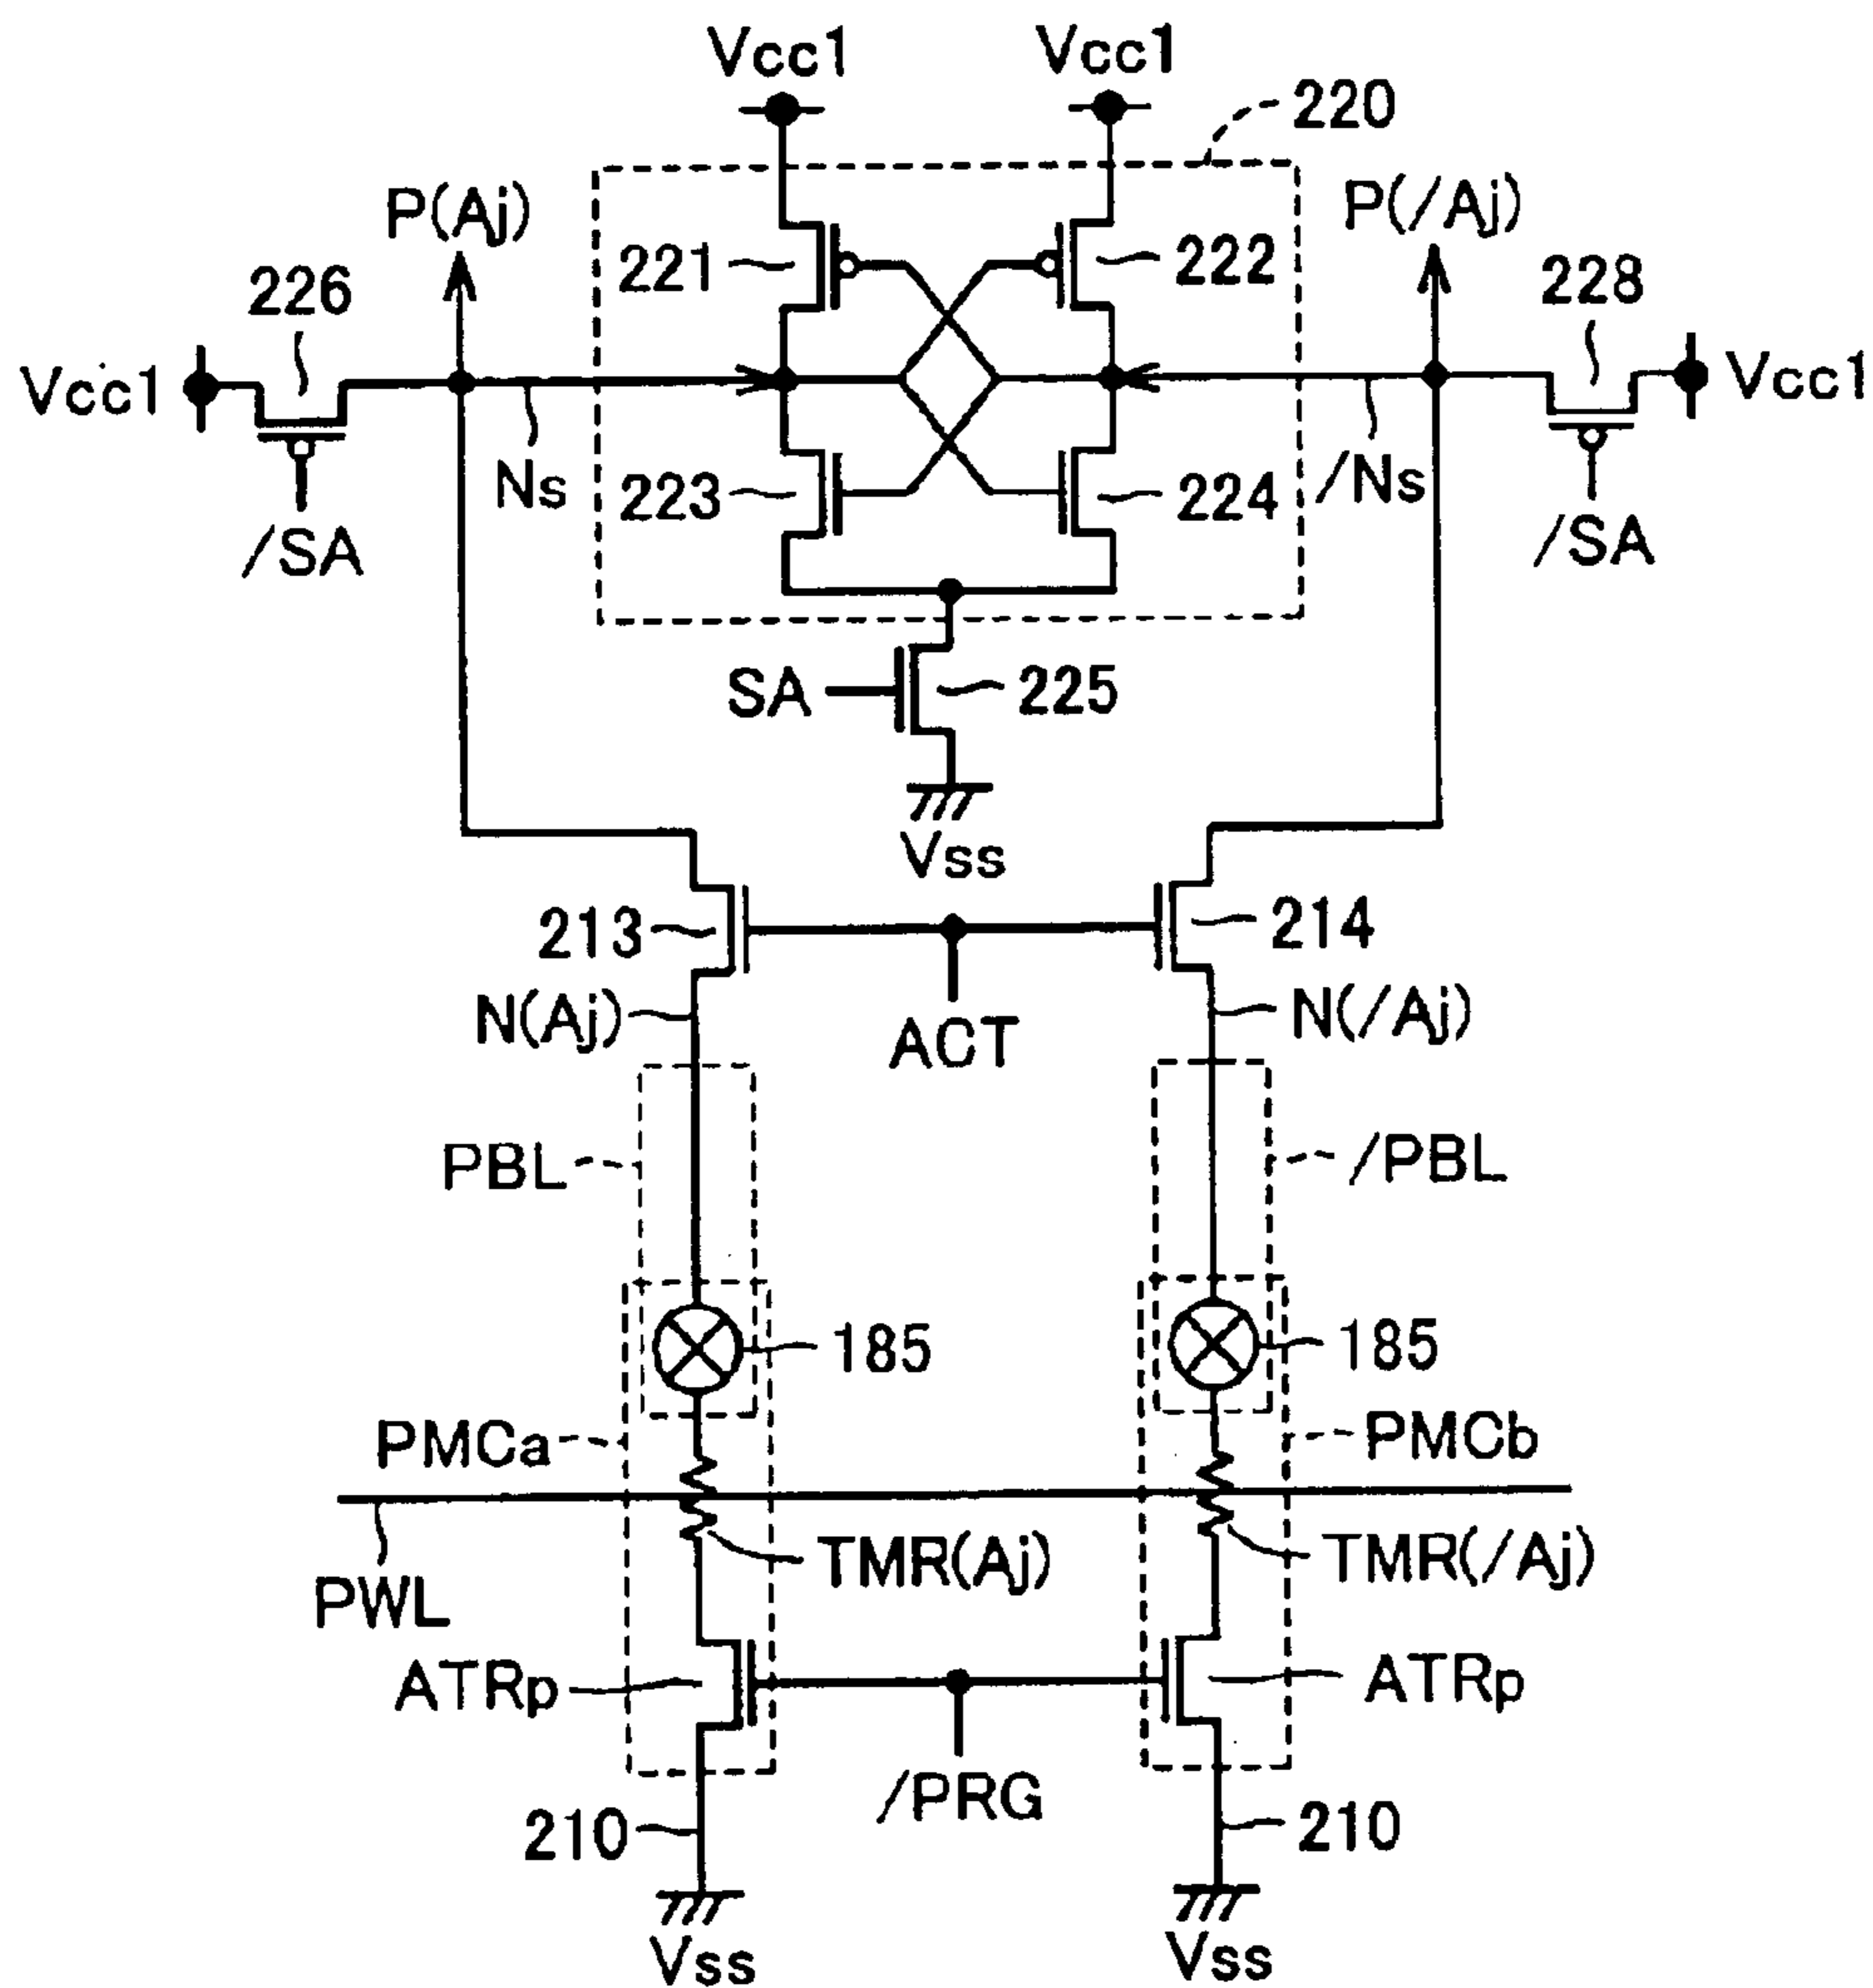 Vcc1 Vcc1
220
P(Aj) P(/Aj)
221 222
226 228
Vcc1 Vcc1
Ns /Ns
223 224
/SA /SA
SA 225
Vss
213 214
N(Aj) N(/Aj)
ACT
PBL /PBL
185 185
PMCa PMCb
TMR(Aj) TMR(/Aj)
PWL
ATRp ATRp
/PRG
210 210
Vss Vss